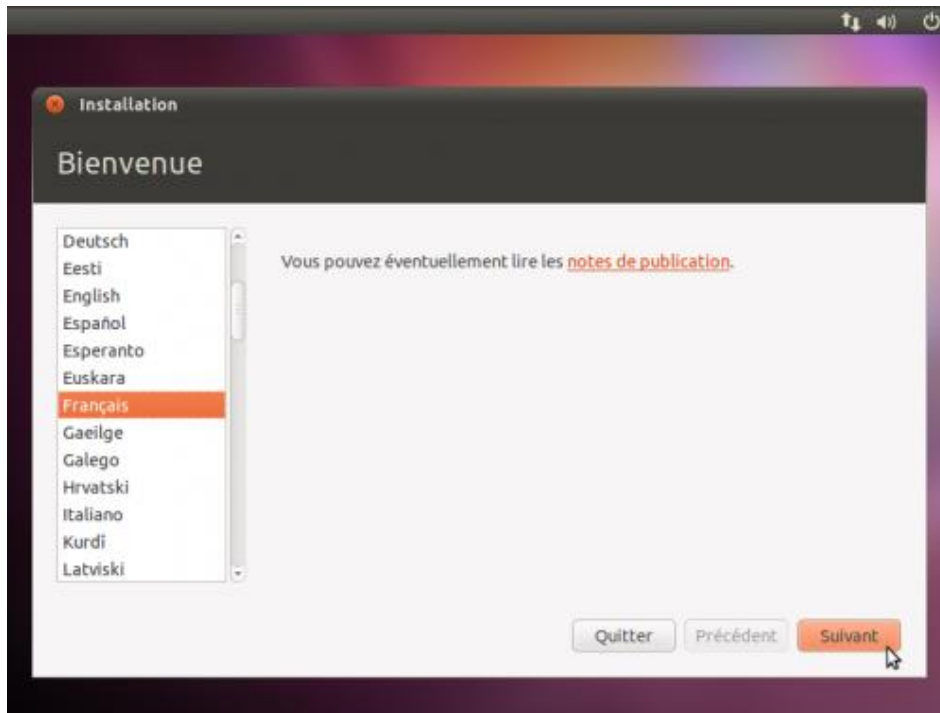 Installation
Bienvenue
Deutsch
Eesti
English
Español
Esperanto
Euskara
Français
Gaeilge
Galego
Hrvatski
Italiano
Kurdî
Latviski
Vous pouvez éventuellement lire les notes de publication.
Quitter
Précédent
Suivant